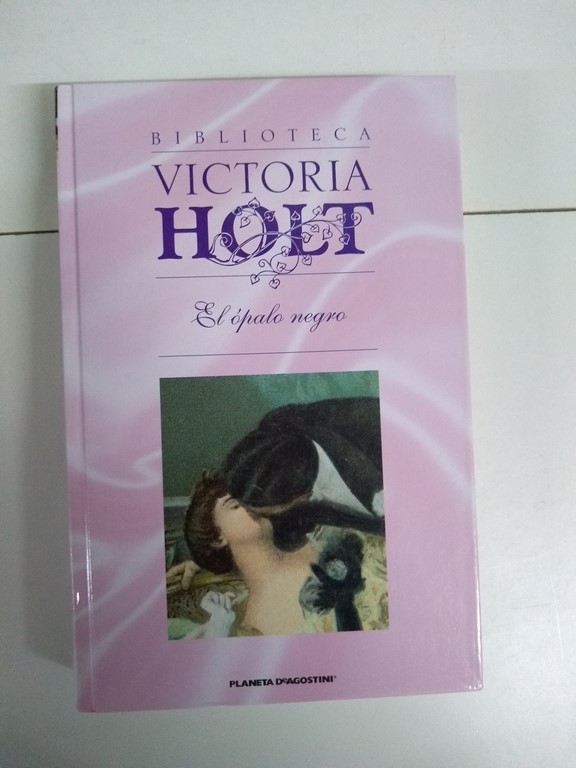 BIBLIOTECA
VICTORIA
HOLT
El ópalo negro
PLANETA DeAGOSTINI